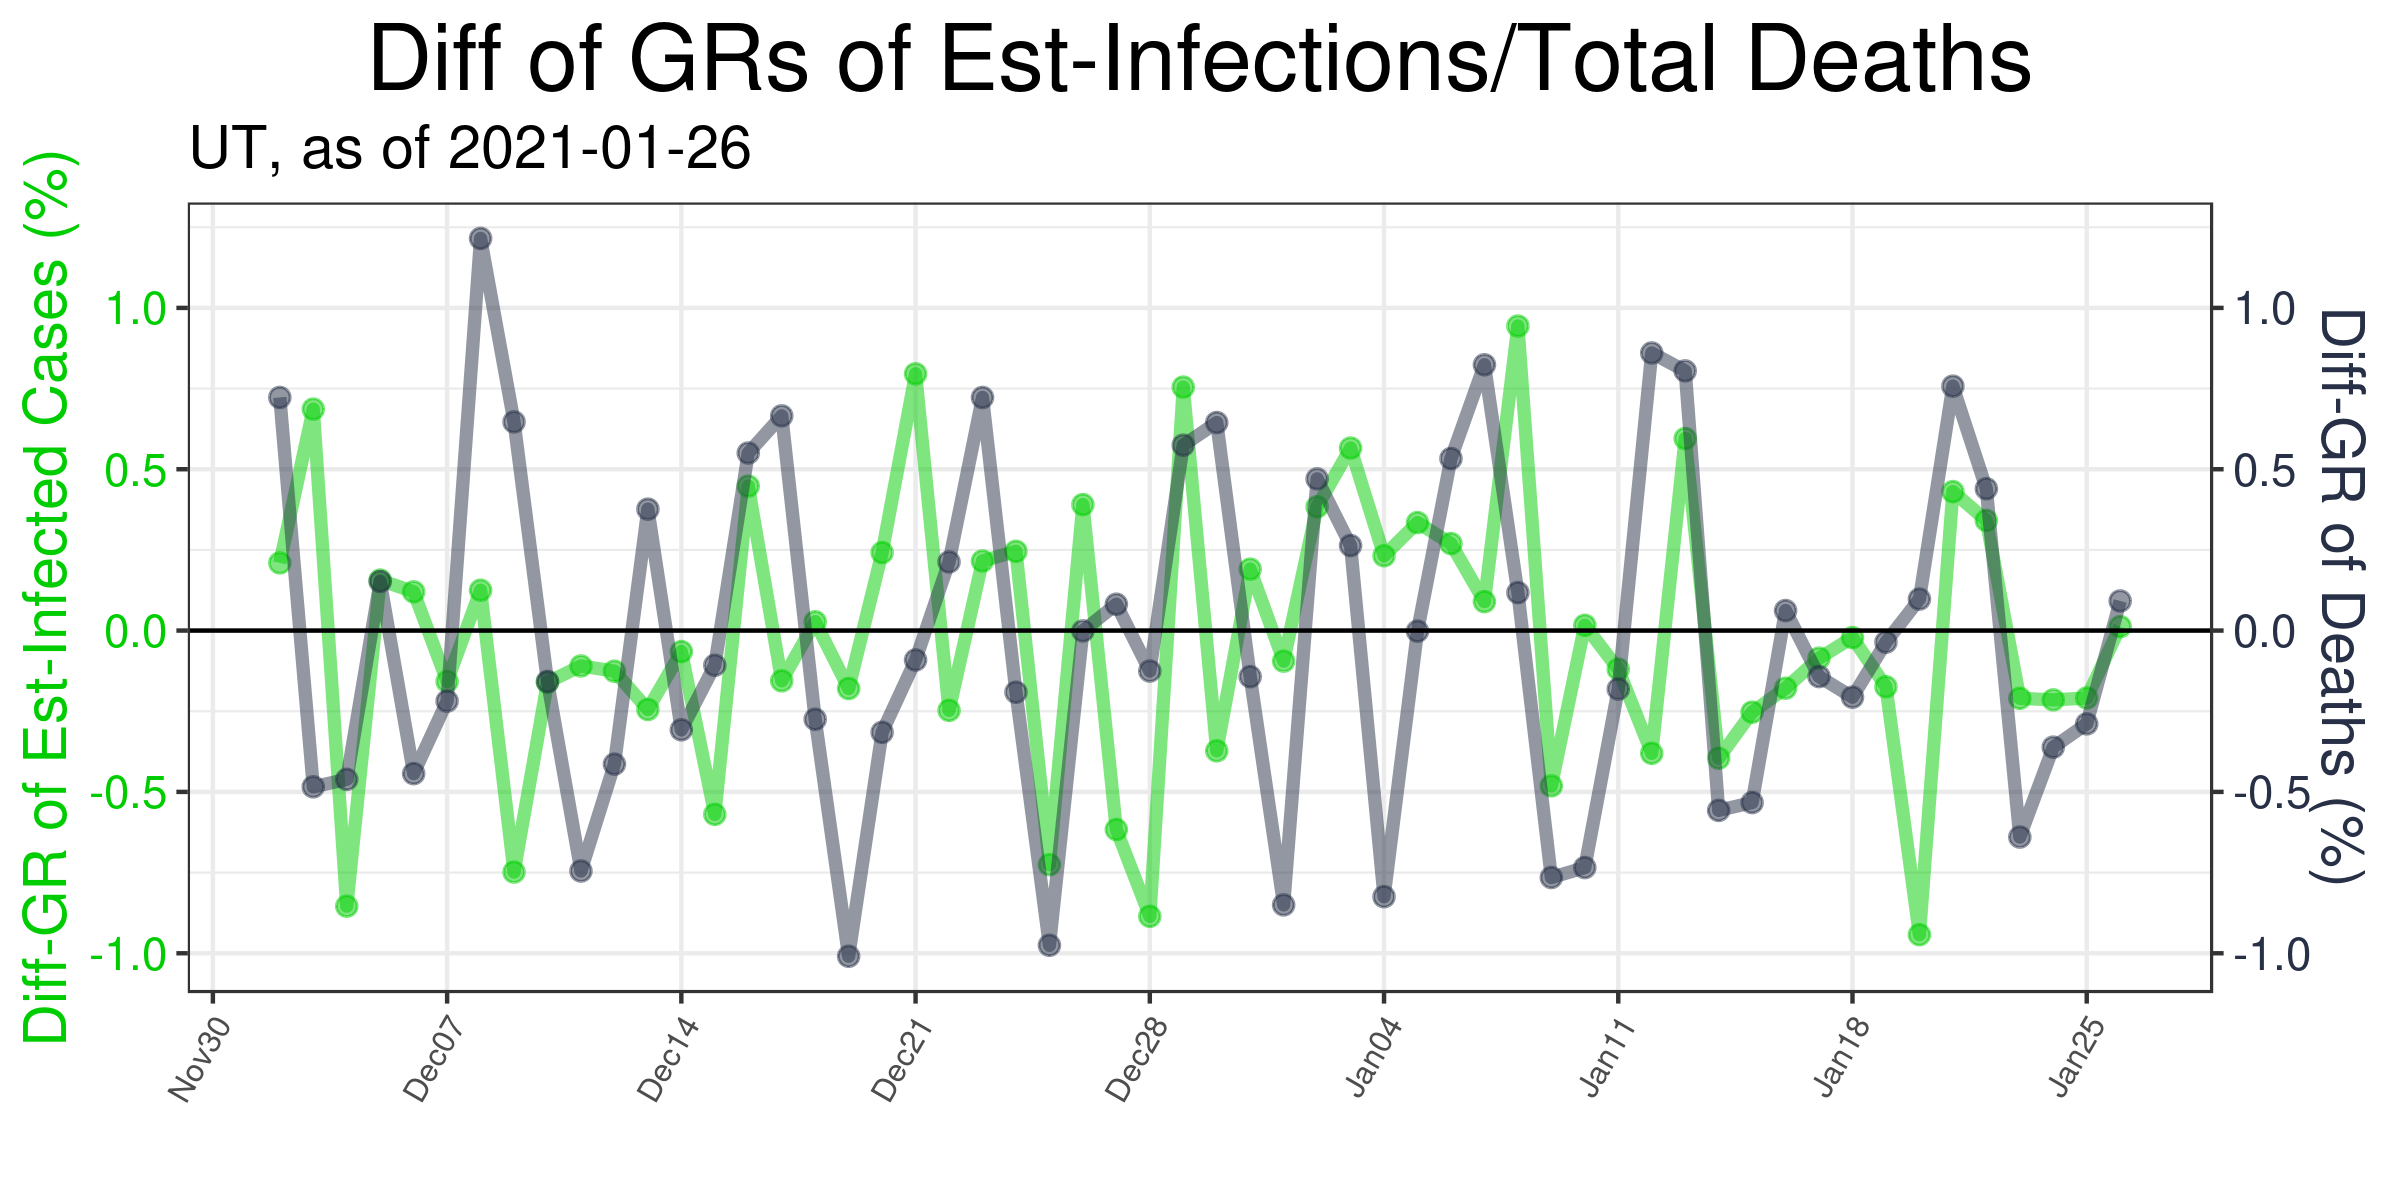 Diff of GRs of Est-Infections/Total Deaths
UT, as of 2021-01-26
Diff-GR of Est-Infected Cases (%)
1.0
0.5
0.0
-0.5
-1.0
1.0
0.5
0.0
-0.5
-1.0
Diff-GR of Deaths (%)
Nov30
Dec07
Dec14
Dec21
Dec28
Jan04
Jan11
Jan18
Jan25